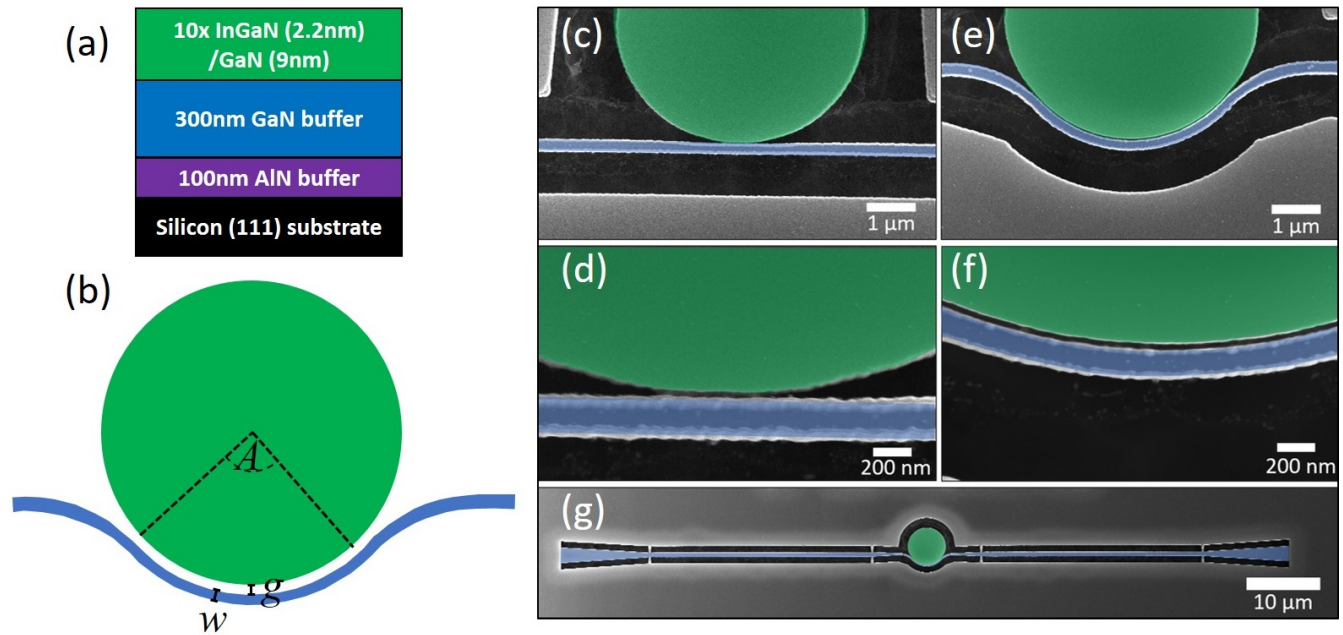 (a)
10x InGaN (2.2nm)
/GaN (9nm)
300nm GaN buffer
100nm AlN buffer
Silicon (111) substrate
(b)
A
g
w
(c)
1 µm
(d)
200 nm
(e)
1 µm
(f)
200 nm
(g)
10 µm